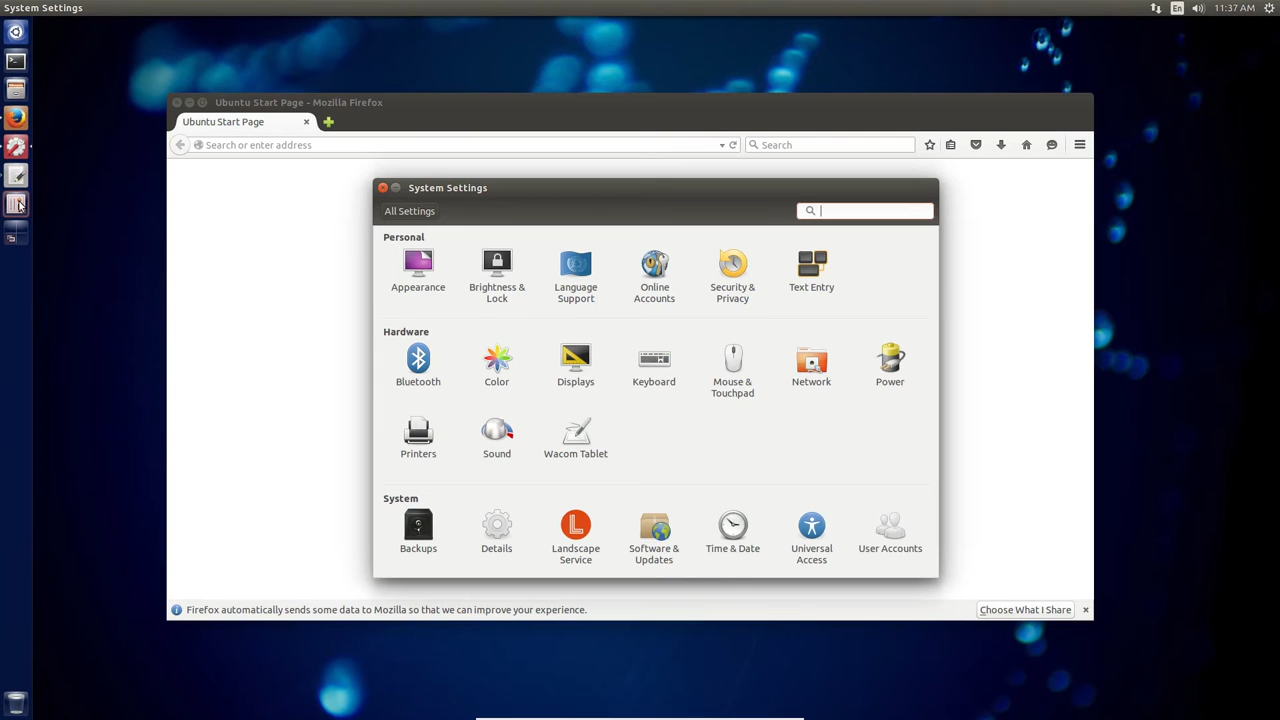 System Settings
En
11:37 AM
Ubuntu Start Page - Mozilla Firefox
Ubuntu Start Page
Search or enter address
Search
System Settings
All Settings
Personal
Appearance
Brightness &
Lock
Language
Support
Online
Accounts
Security &
Privacy
Text Entry
Hardware
Bluetooth
Color
Displays
Keyboard
Mouse &
Touchpad
Network
Power
Printers
Sound
Wacom Tablet
System
Backups
Details
Landscape
Service
Software &
Updates
Time & Date
Universal
Access
User Accounts
Firefox automatically sends some data to Mozilla so that we can improve your experience.
Choose What I Share